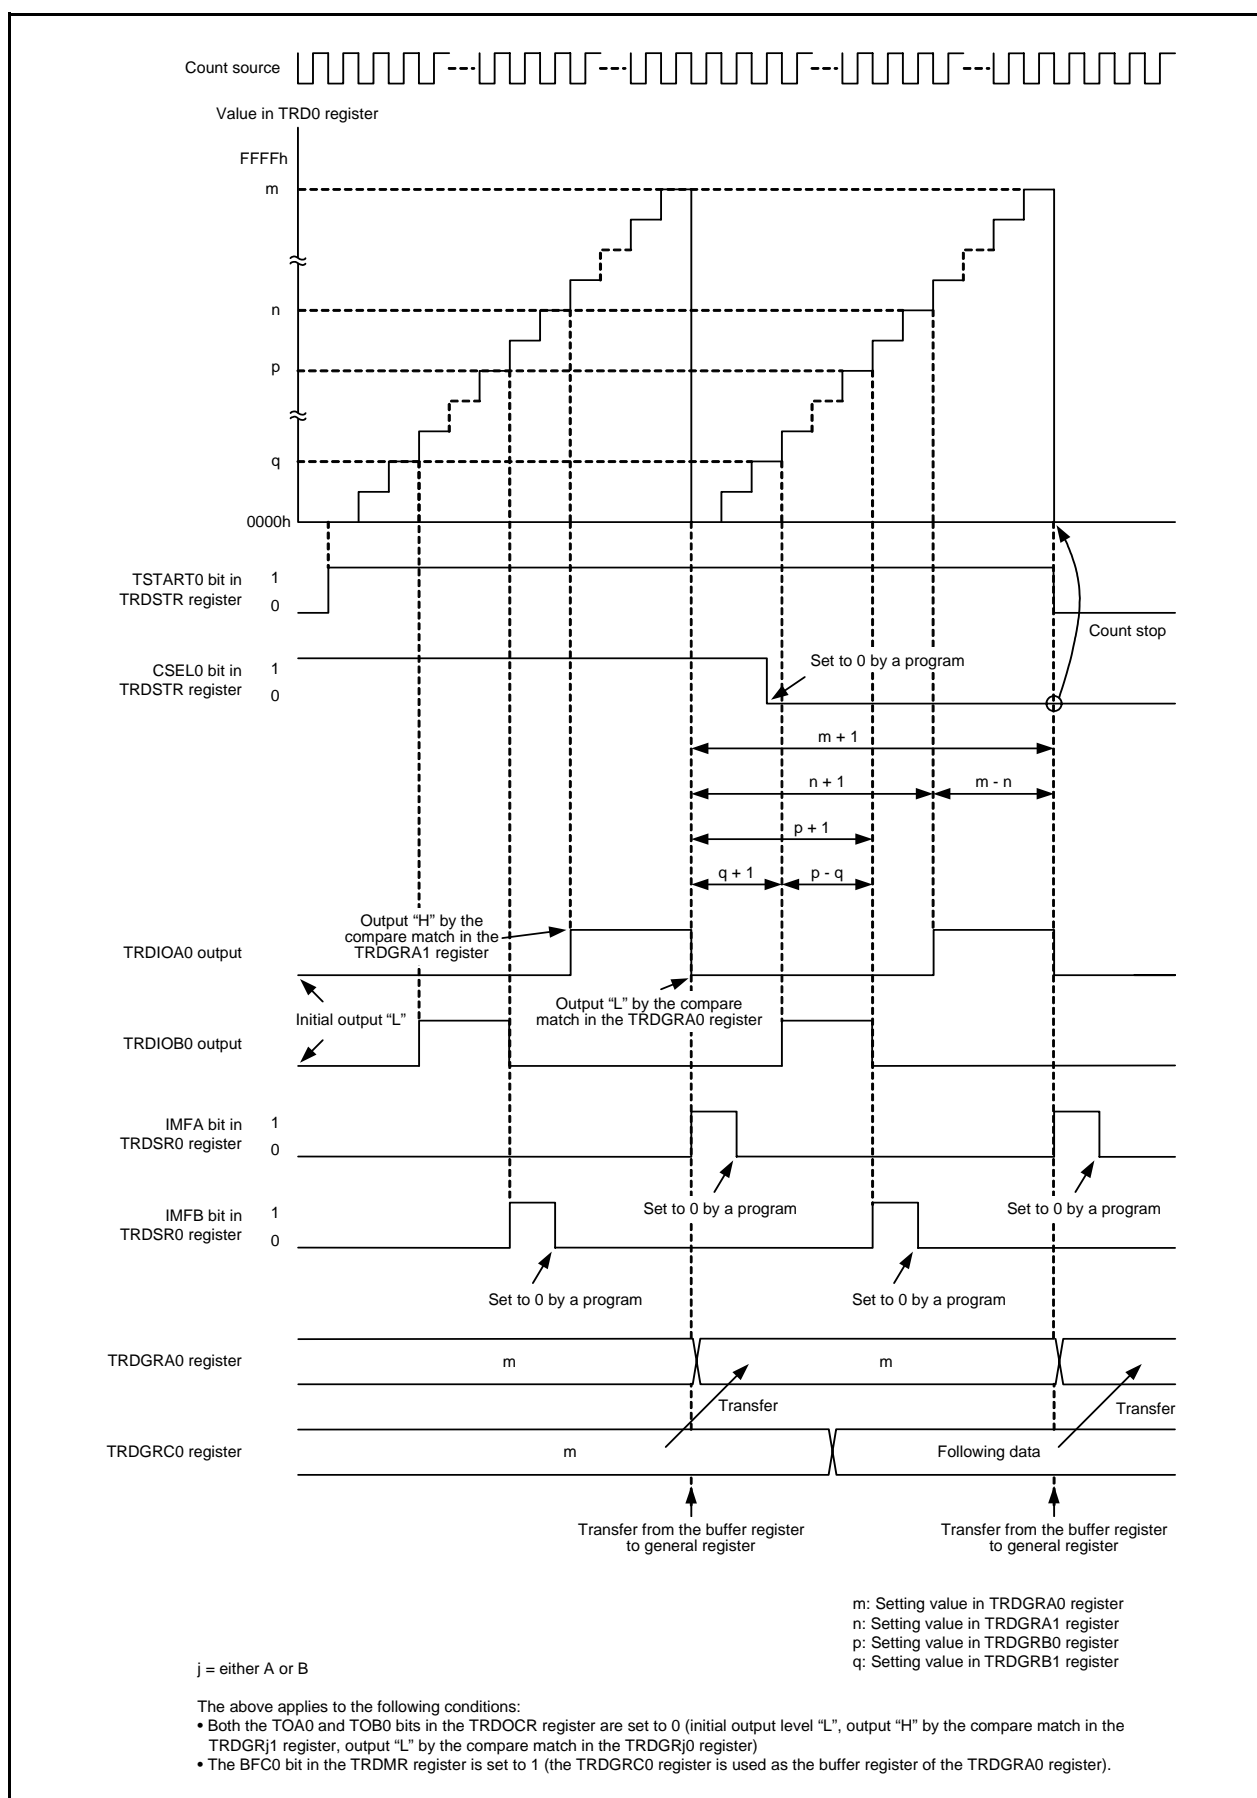 Count source
Value in TRD0 register
FFFFh
m
n
p
q
0000h
TSTART0 bit in
TRDSTR register
1
0
Count stop
CSEL0 bit in
TRDSTR register
1
0
Set to 0 by a program
m + 1
n + 1
m - n
p + 1
q + 1
p - q
Output “H” by the
compare match in the
TRDGRA1 register
TRDIOA0 output
Output “L” by the compare
match in the TRDGRA0 register
Initial output “L”
TRDIOB0 output
IMFA bit in
TRDSR0 register
1
0
Set to 0 by a program
Set to 0 by a program
IMFB bit in
TRDSR0 register
1
0
Set to 0 by a program
Set to 0 by a program
TRDGRA0 register
m
m
Transfer
Transfer
TRDGRC0 register
m
Following data
Transfer from the buffer register
to general register
Transfer from the buffer register
to general register
m: Setting value in TRDGRA0 register
n: Setting value in TRDGRA1 register
p: Setting value in TRDGRB0 register
q: Setting value in TRDGRB1 register
j = either A or B
The above applies to the following conditions:
• Both the TOA0 and TOB0 bits in the TRDOCR register are set to 0 (initial output level “L”, output “H” by the compare match in the
TRDGRj1 register, output “L” by the compare match in the TRDGRj0 register)
• The BFC0 bit in the TRDMR register is set to 1 (the TRDGRC0 register is used as the buffer register of the TRDGRA0 register).